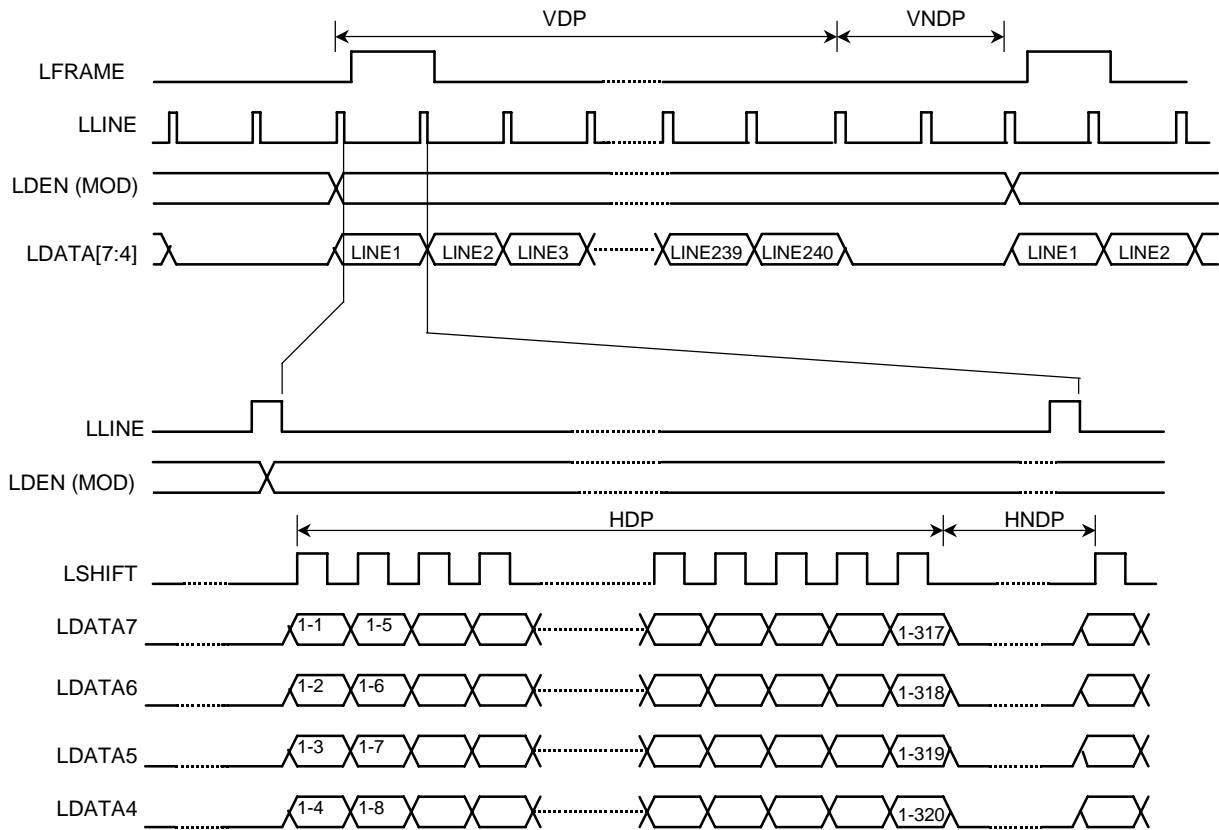 VDP VNDP
LFRAME
LLINE
LDEN (MOD)
LDATA[7:4] LINE1 LINE2 LINE3 LINE239 LINE240 LINE1 LINE2
LLINE
LDEN (MOD)
HDP HNDP
LSHIFT
LDATA7 1-1 1-5 1-317
LDATA6 1-2 1-6 1-318
LDATA5 1-3 1-7 1-319
LDATA4 1-4 1-8 1-320